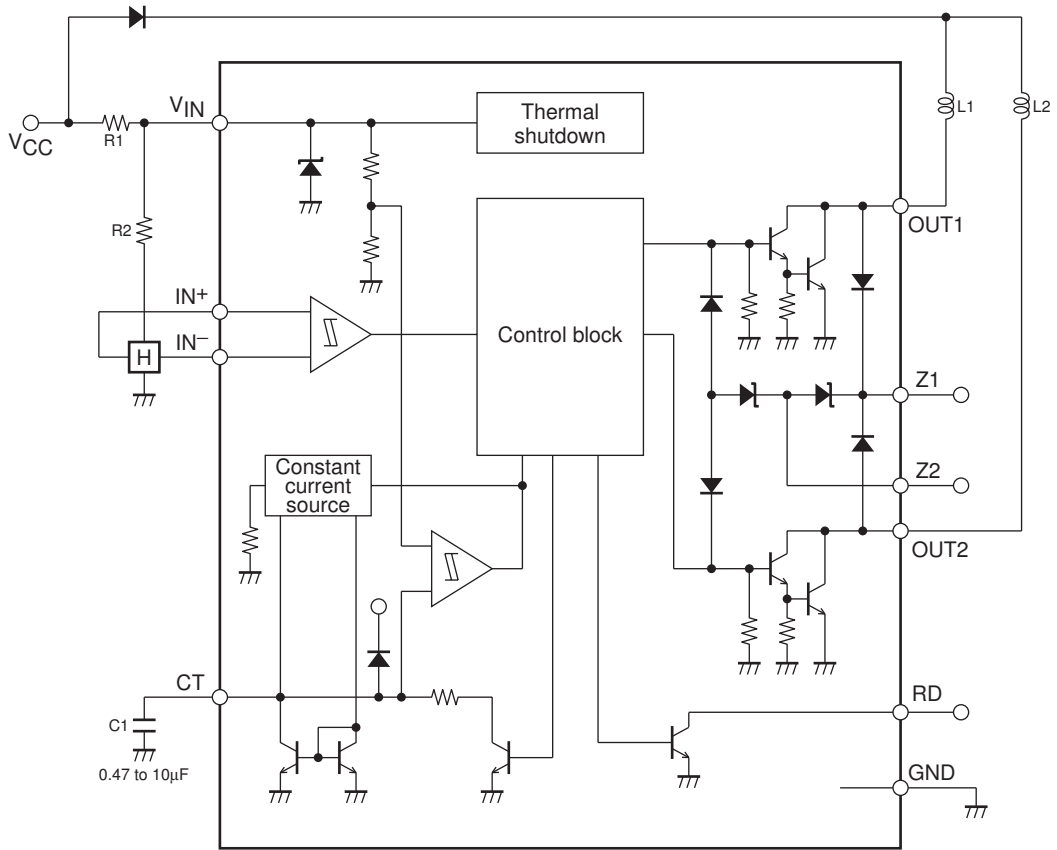 L1
L2
VIN
Thermal
shutdown
VCC
R1
OUT1
R2
IN+
IN−
H
Control block
Z1
Constant
current
source
Z2
OUT2
CT
RD
C1
0.47 to 10µF
GND